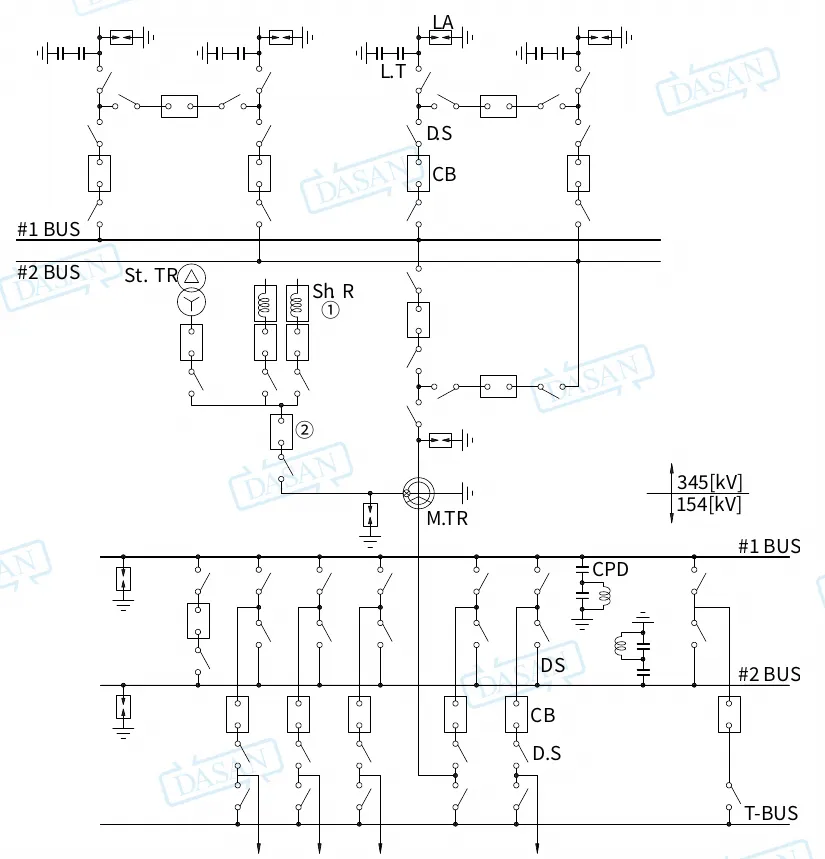 LA
L.T
D.S
CB
#1 BUS
#2 BUS
St. TR
Sh R
①
②
345[kV]
154[kV]
M.TR
#1 BUS
CPD
DS
#2 BUS
CB
D.S
T-BUS
DASAN
DASAN
DASAN
DASAN
DASAN
DASAN
DASAN
DASAN
DASAN